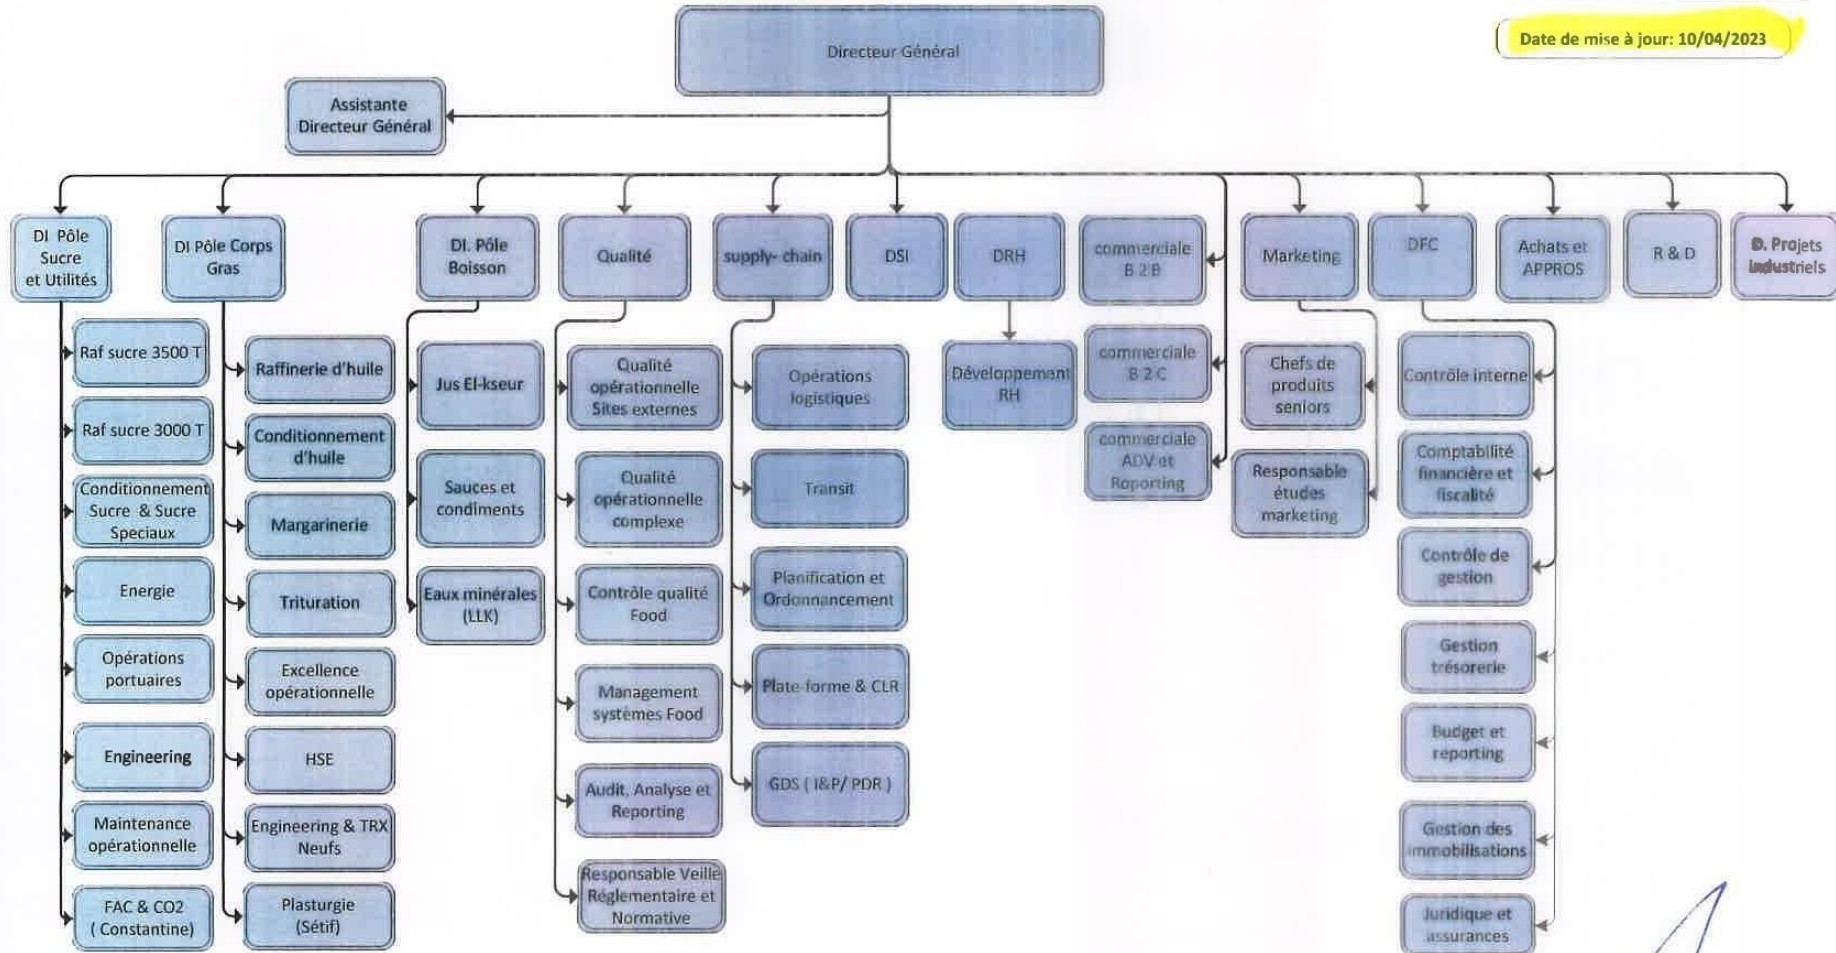 Directeur Général
Date de mise à jour: 10/04/2023
Assistante
Directeur Général
DI Pôle
Sucre
et Utilités
DI Pôle Corps
Gras
DI. Pôle
Boisson
Qualité
supply- chain
DSI
DRH
commerciale
B 2 B
Marketing
DFC
Achats et
APPROS
R & D
D. Projets
Industriels
Raf sucre 3500 T
Raf sucre 3000 T
Conditionnement
Sucre & Sucre
Speciaux
Energie
Opérations
portuaires
Engineering
Maintenance
opérationnelle
FAC & CO2
( Constantine)
Raffinerie d'huile
Conditionnement
d'huile
Margarinerie
Trituration
Excellence
opérationnelle
HSE
Engineering & TRX
Neufs
Plasturgie
(Sétif)
Jus El-kseur
Sauces et
condiments
Eaux minérales
(LLK)
Qualité
opérationnelle
Sites externes
Qualité
opérationnelle
complexe
Contrôle qualité
Food
Management
systèmes Food
Audit, Analyse et
Reporting
Responsable Veille
Réglementaire et
Normative
Opérations
logistiques
Transit
Planification et
Ordonnancement
Plate-forme & CLR
GDS ( I&P/ PDR )
Développement
RH
commerciale
B 2 C
commerciale
ADV et
Roporting
Chefs de
produits
seniors
Responsable
études
marketing
Contrôle interne
Comptabilité
financière et
fiscalité
Contrôle de
gestion
Gestion
trésorerie
Budget et
reporting
Gestion des
immobilisations
Juridique et
assurances